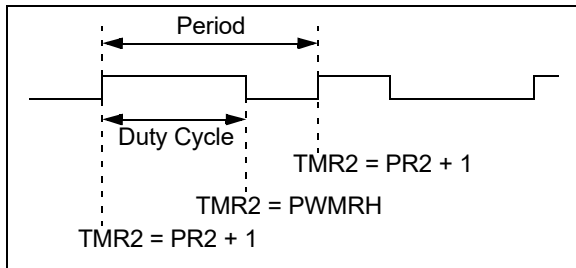 Period
Duty Cycle
TMR2 = PR2 + 1
TMR2 = PWMRH
TMR2 = PR2 + 1